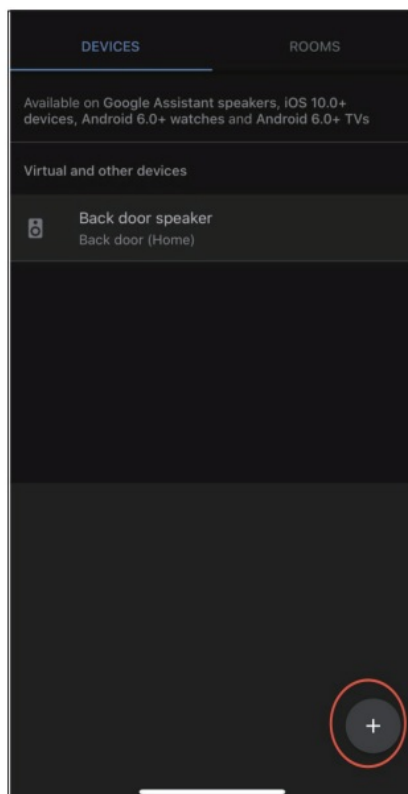 DEVICES ROOMS
Available on Google Assistant speakers, iOS 10.0+
devices, Android 6.0+ watches and Android 6.0+ TVs
Virtual and other devices
Back door speaker
Back door (Home)
+